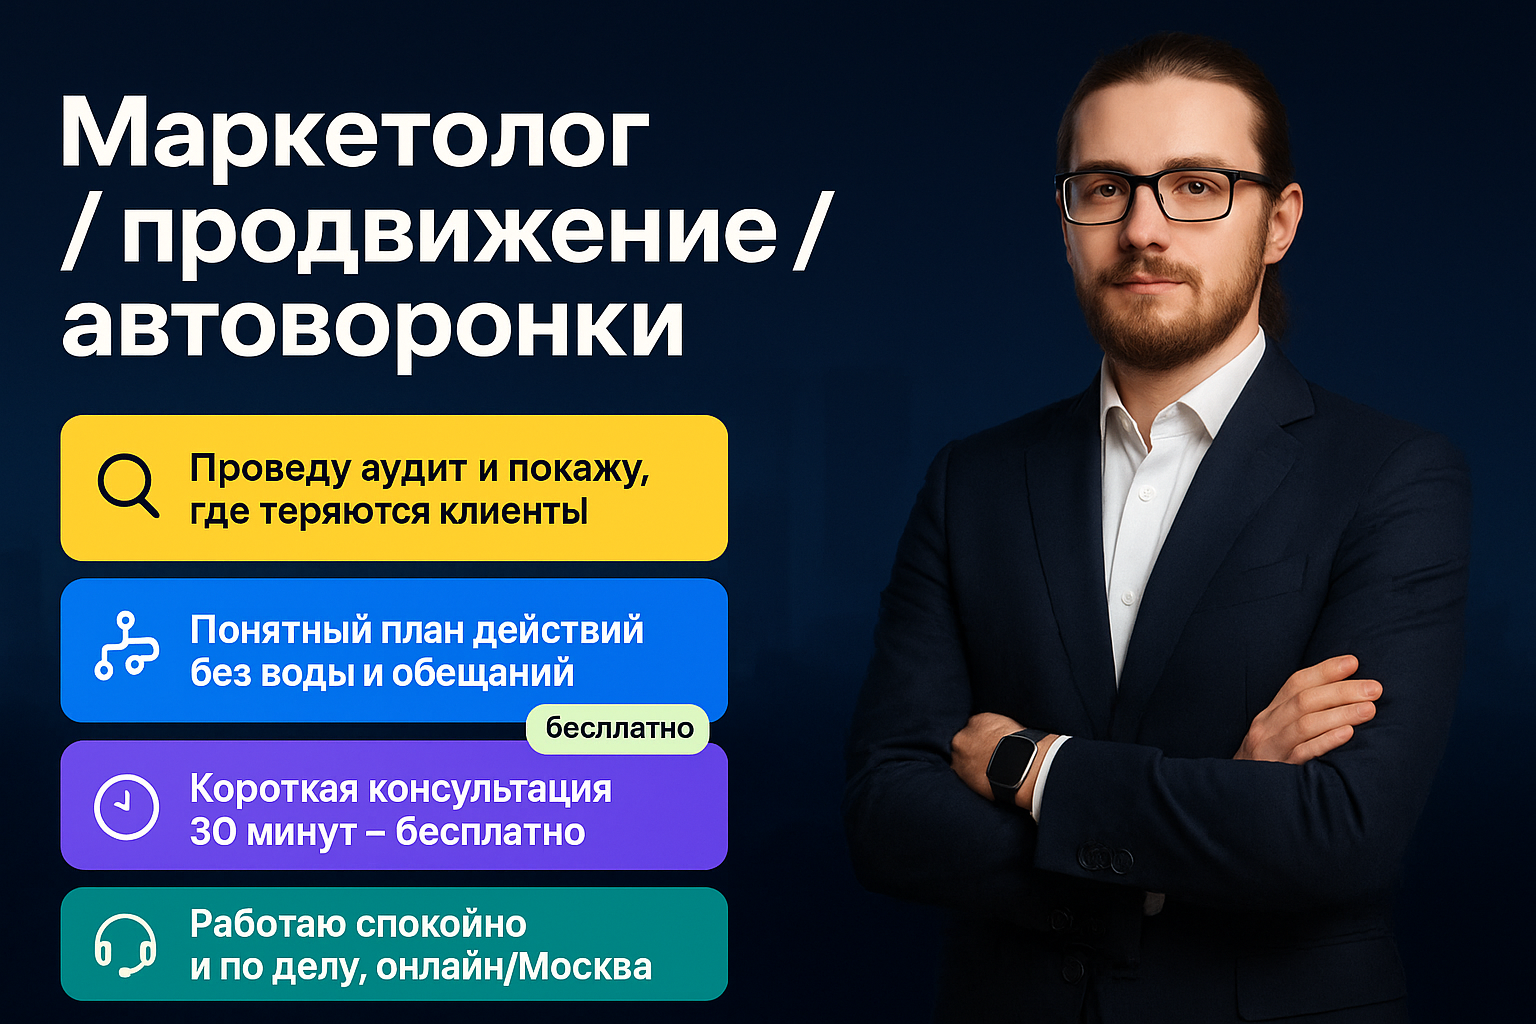 Маркетолог
/ продвижение /
автоворонки
Проведу аудит и покажу,
где теряются клиенты
Понятный план действий
без воды и обещаний
бесллатно
Короткая консультация
30 минут – бесплатно
Работаю спокойно
и по делу, онлайн/Москва